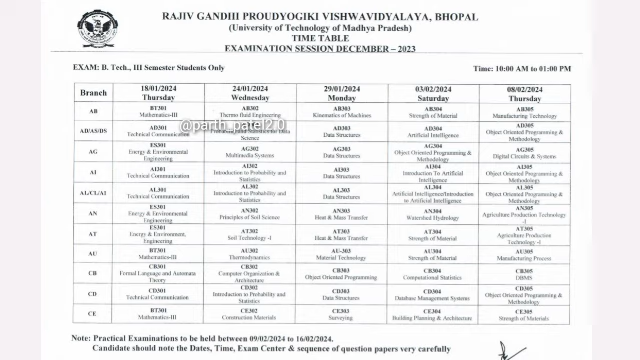 RAJIV GANDHI PROUDYOGIKI VISHWAVIDYALAYA, BHOPAL
(University of Technology of Madhya Pradesh)
TIME TABLE
EXAMINATION SESSION DECEMBER – 2023
EXAM: B. Tech., III Semester Students Only Time: 10:00 AM to 01:00 PM
Branch 18/01/2024 Thursday 24/01/2024 Wednesday 29/01/2024 Monday 03/02/2024 Saturday 08/02/2024 Thursday
AB BT301 Mathematics-III AB302 Thermo fluid Engineering AB303 Kinematics of Machines AB304 Strength of Material AB305 Manufacturing Technology
@parth_patel2.0
AD/AS/DS AD301 Technical Communication Science AD303 Data Structures AD304 Artificial Intelligence AD305 Object Oriented Programming & Methodology
AG ES301 Energy & Environmental Engineering AG302 Multimedia Systems AG303 Data Structures AG304 Object Oriented Programming & Methodology AG305 Digital Circuits & Systems
AI AI301 Technical Communication AI302 Introduction to Probability and Statistics AI303 Data Structures AI304 Introduction To Artificial Intelligence AI305 Object Oriented Programming & Methodology
AL/CL/AI AL301 Technical Communication AL302 Introduction to Probability and Statistics AL303 Data Structures AL304 Artificial Intelligence/Introduction to Artificial Intelligence AL305 Object Oriented Programming & Methodology
AN ES301 Energy & Environmental Engineering AN302 Principles of Soil Science AN303 Heat & Mass Transfer AN304 Watershed Hydrology AN305 Agriculture Production Technology -I
AT ES301 Energy & Environment, Engineering AT302 Soil Technology -I AT303 Heat & Mass Transfer AT304 Strength of Material AT305 Agriculture Production Technology -I
AU BT301 Mathematics-III AU302 Thermodynamics AU-303 Material Technology AU304 Strength of Material AU305 Manufacturing Process
CB CB301 Formal Language and Automata Theory CB302 Computer Organization & Architecture CB303 Object Oriented Programming CB304 Computational Statistics CB305 DBMS
CD CD301 Technical Communication CD302 Introduction to Probability and Statistics CD303 Data Structures CD304 Database Management Systems CD305 Object Oriented Programming & Methodology
CE BT301 Mathematics-III CE302 Construction Materials CE303 Surveying CE304 Building Planning & Architecture CE305 Strength of Materials
Note: Practical Examinations to be held between 09/02/2024 to 16/02/2024.
Candidate should note the Dates, Time, Exam Center & sequence of question papers very carefully